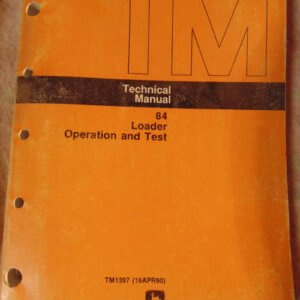 TM
Technical
Manual
84
Loader
Operation and Test
TM1397 (16APR90)